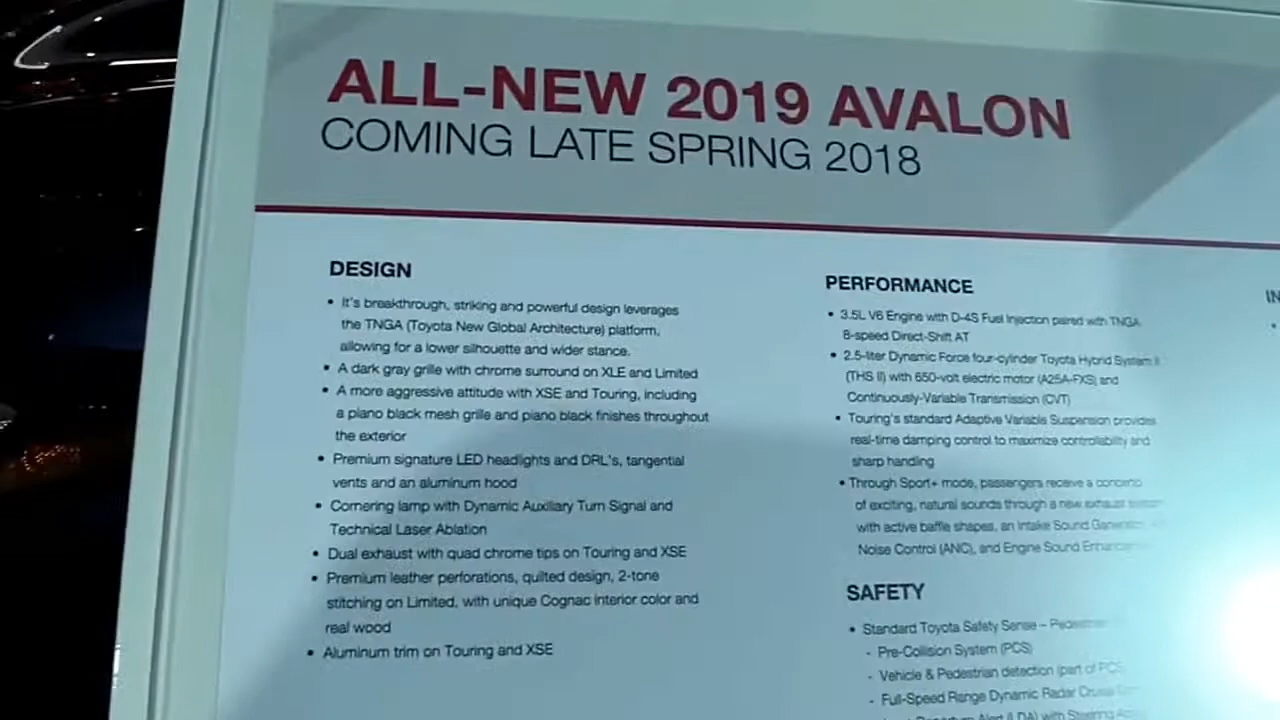 ALL-NEW 2019 AVALON
COMING LATE SPRING 2018
DESIGN
• It's breakthrough, striking and powerful design leverages
the TNGA (Toyota New Global Architecture) platform,
allowing for a lower silhouette and wider stance.
• A dark gray grille with chrome surround on XLE and Limited
• A more aggressive attitude with XSE and Touring, including
a piano black mesh grille and piano black finishes throughout
the exterior
• Premium signature LED headlights and DRL's, tangential
vents and an aluminum hood
• Cornering lamp with Dynamic Auxiliary Turn Signal and
Technical Laser Ablation
• Dual exhaust with quad chrome tips on Touring and XSE
• Premium leather perforations, quilted design, 2-tone
stitching on Limited, with unique Cognac interior color and
real wood
• Aluminum trim on Touring and XSE
PERFORMANCE
• 3.5L V6 Engine with D-4S Fuel Injection paired with TNGA
8-speed Direct-Shift AT
• 2.5-liter Dynamic Force four-cylinder Toyota Hybrid System II
(THS II) with 650-volt electric motor (A25A-FXS) and
Continuously-Variable Transmission (CVT)
• Touring's standard Adaptive Variable Suspension provides
real-time damping control to maximize controllability and
sharp handling
• Through Sport+ mode, passengers receive a concerto
of exciting, natural sounds through a new exhaust system
with active baffle shapes, an Intake Sound
Noise Control (ANC), and Engine Sound
SAFETY
• Standard Toyota Safety Sense –
- Pre-Collision System (PCS)
- Vehicle & Pedestrian detection (part of PCS
- Full-Speed Range Dynamic Radar Cruise
Alert (LDA) with